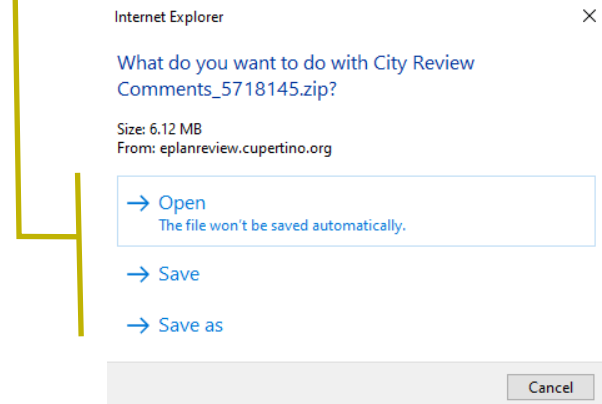 Internet Explorer
What do you want to do with City Review
Comments_5718145.zip?
Size: 6.12 MB
From: eplanreview.cupertino.org
→ Open
The file won't be saved automatically.
→ Save
→ Save as
Cancel